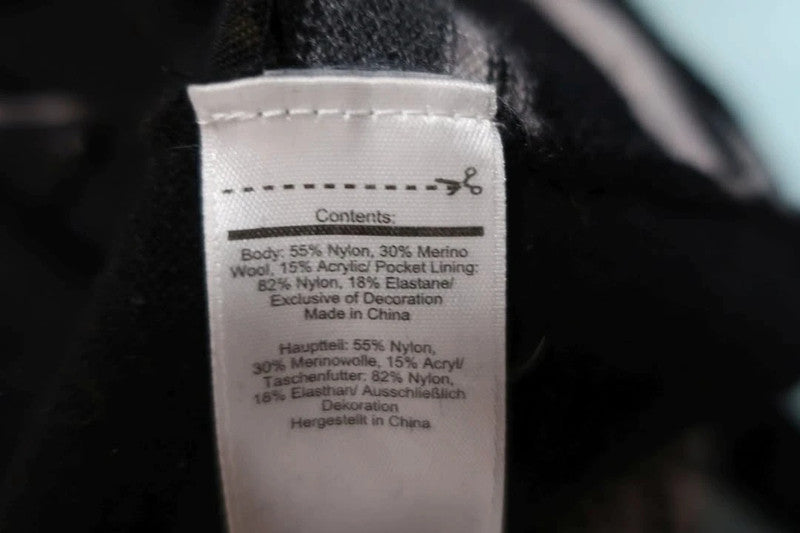 Contents:
Body: 55% Nylon, 30% Merino
Wool, 15% Acrylic/ Pocket Lining:
82% Nylon, 18% Elastane/
Exclusive of Decoration
Made in China
Hauptteil: 55% Nylon,
30% Merinowolle, 15% Acryl/
Taschenfutter: 82% Nylon,
18% Elasthan/ Ausschließlich
Dekoration
Hergestellt in China